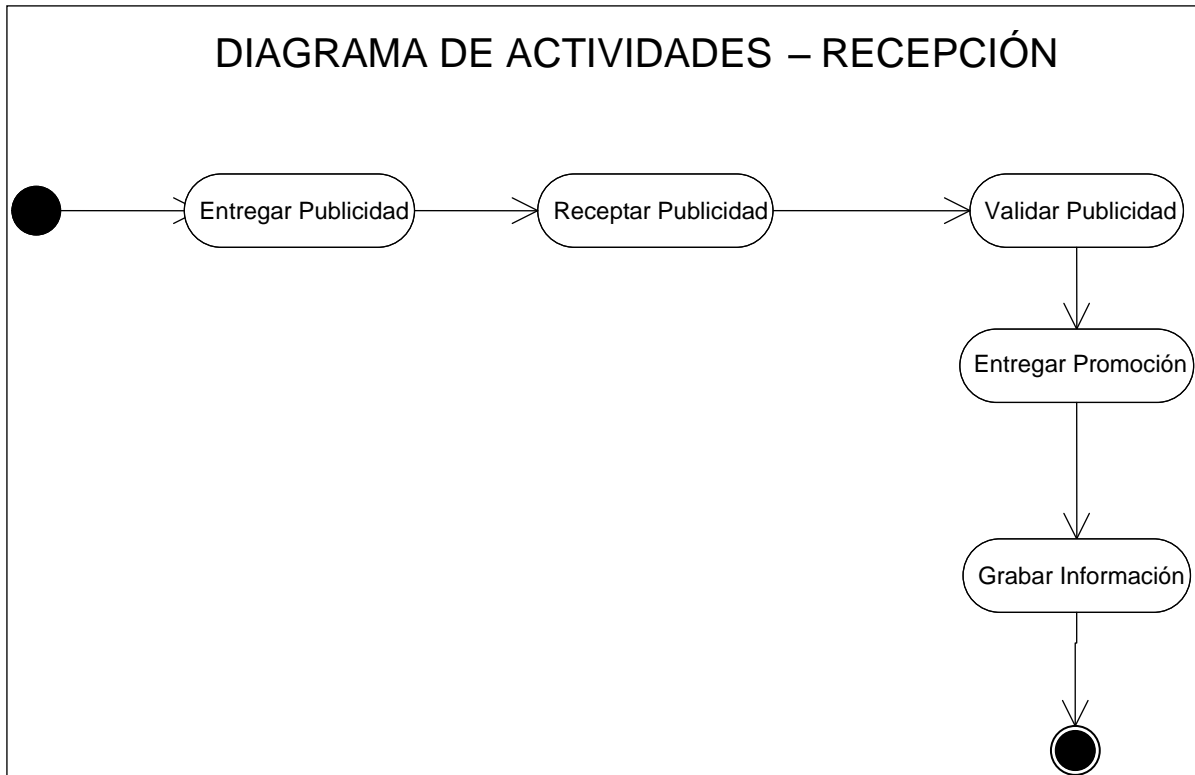 DIAGRAMA DE ACTIVIDADES – RECEPCIÓN
Entregar Publicidad
Receptar Publicidad
Validar Publicidad
Entregar Promoción
Grabar Información